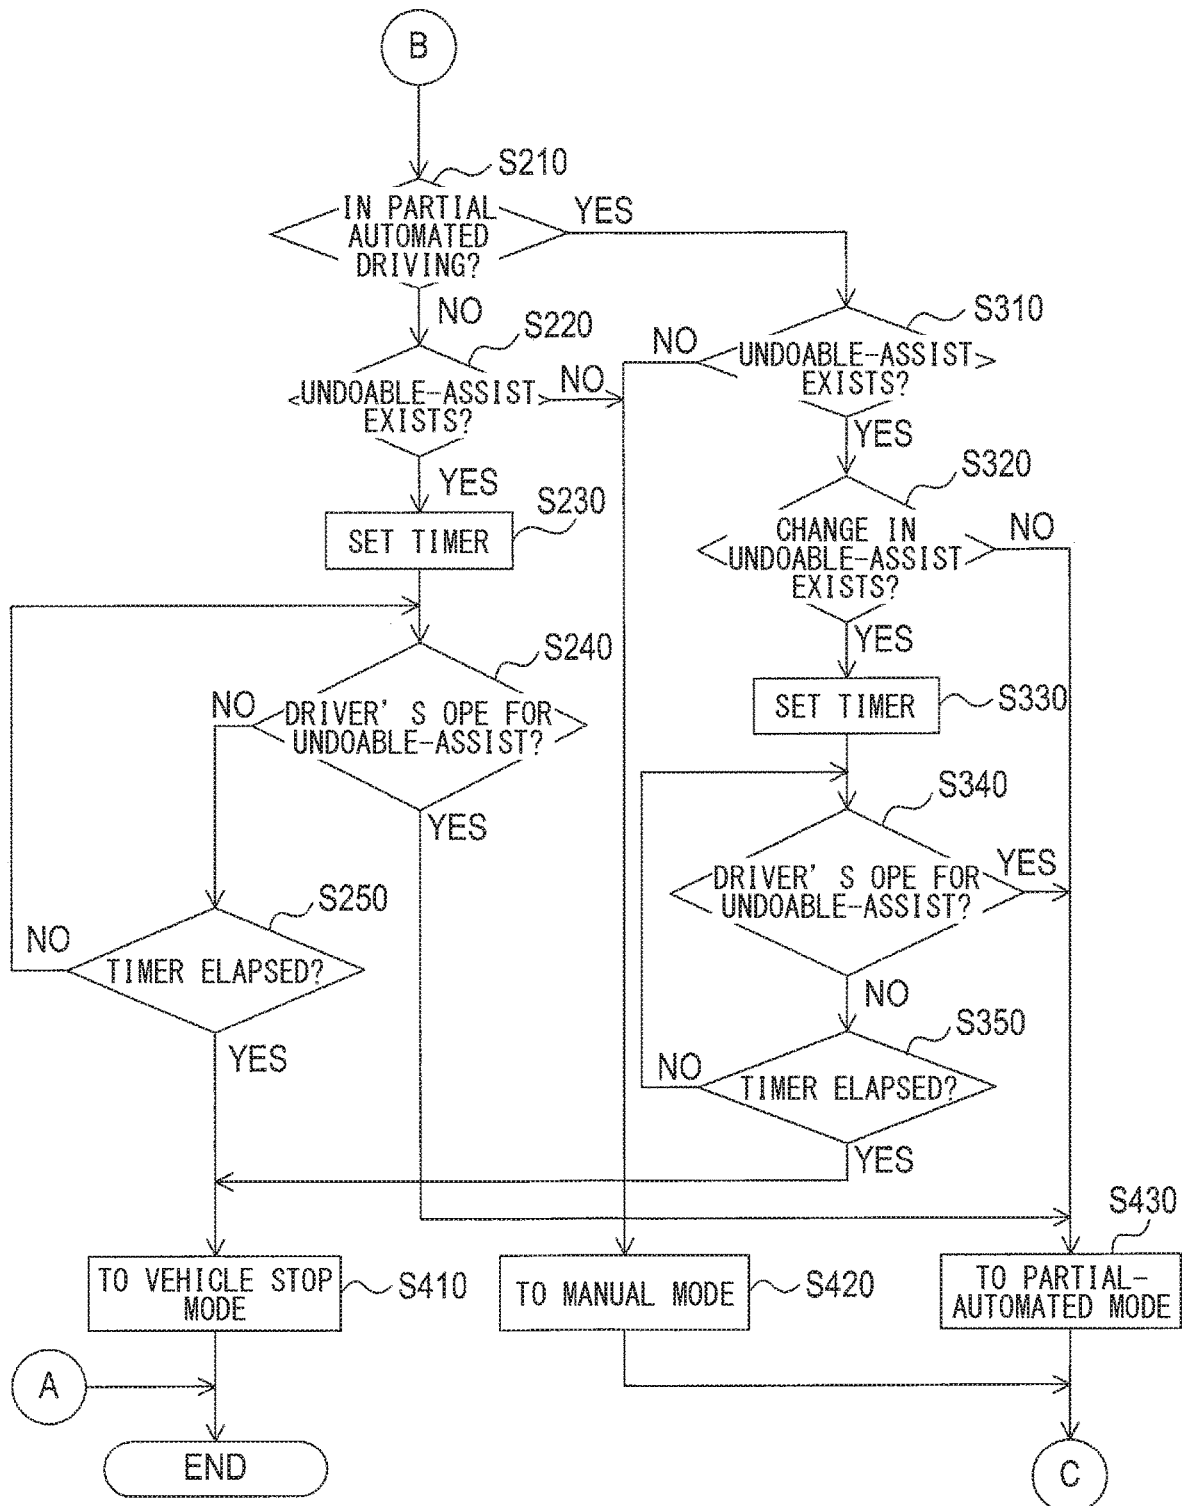 B
S210
IN PARTIAL
AUTOMATED
DRIVING?
YES
NO
S220
UNDOABLE-ASSIST
EXISTS?
NO
YES
S230
SET TIMER
S240
DRIVER'S OPE FOR
UNDOABLE-ASSIST?
NO
YES
S250
TIMER ELAPSED?
NO
YES
S310
UNDOABLE-ASSIST
EXISTS?
NO
YES
S320
CHANGE IN
UNDOABLE-ASSIST
EXISTS?
NO
YES
S330
SET TIMER
S340
DRIVER'S OPE FOR
UNDOABLE-ASSIST?
YES
NO
S350
TIMER ELAPSED?
NO
YES
TO VEHICLE STOP
MODE
S410
TO MANUAL MODE
S420
S430
TO PARTIAL-
AUTOMATED MODE
A
END
C